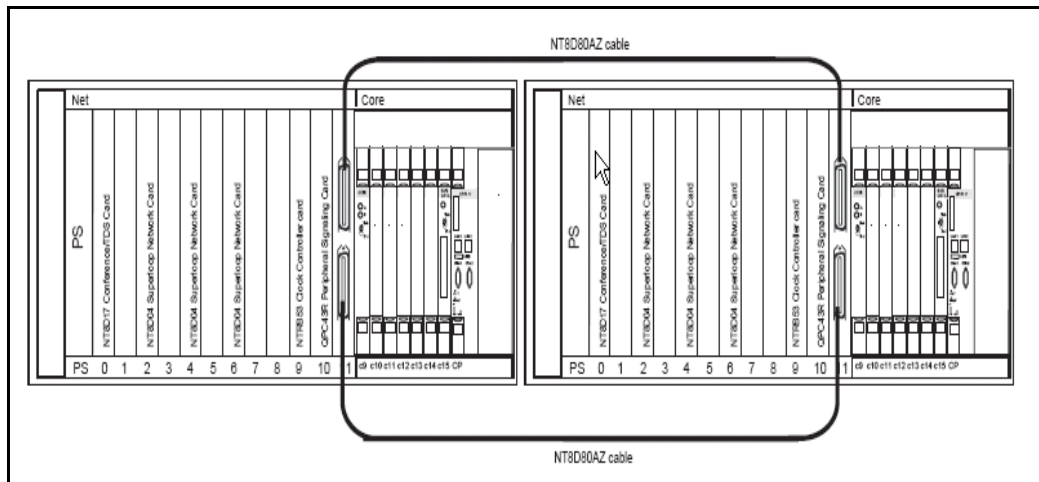 NT8D80AZ cable
Net
Core
PS
NT8D17 Conference/TDS Card
NT8D04 Superloop Network Card
NT8D04 Superloop Network Card
NT8D04 Superloop Network Card
NTRB53 Clock Controller card
QPC43R Peripheral Signaling Card
PS 0 1 2 3 4 5 6 7 8 9 10 1 c9 c10 c11 c12 c13 c14 c15 CP
Net
Core
PS
NT8D17 Conference/TDS Card
NT8D04 Superloop Network Card
NT8D04 Superloop Network Card
NT8D04 Superloop Network Card
NTRB53 Clock Controller card
QPC43R Peripheral Signaling Card
PS 0 1 2 3 4 5 6 7 8 9 10 11 c9 c10 c11 c12 c13 c14 c15 CP
NT8D80AZ cable